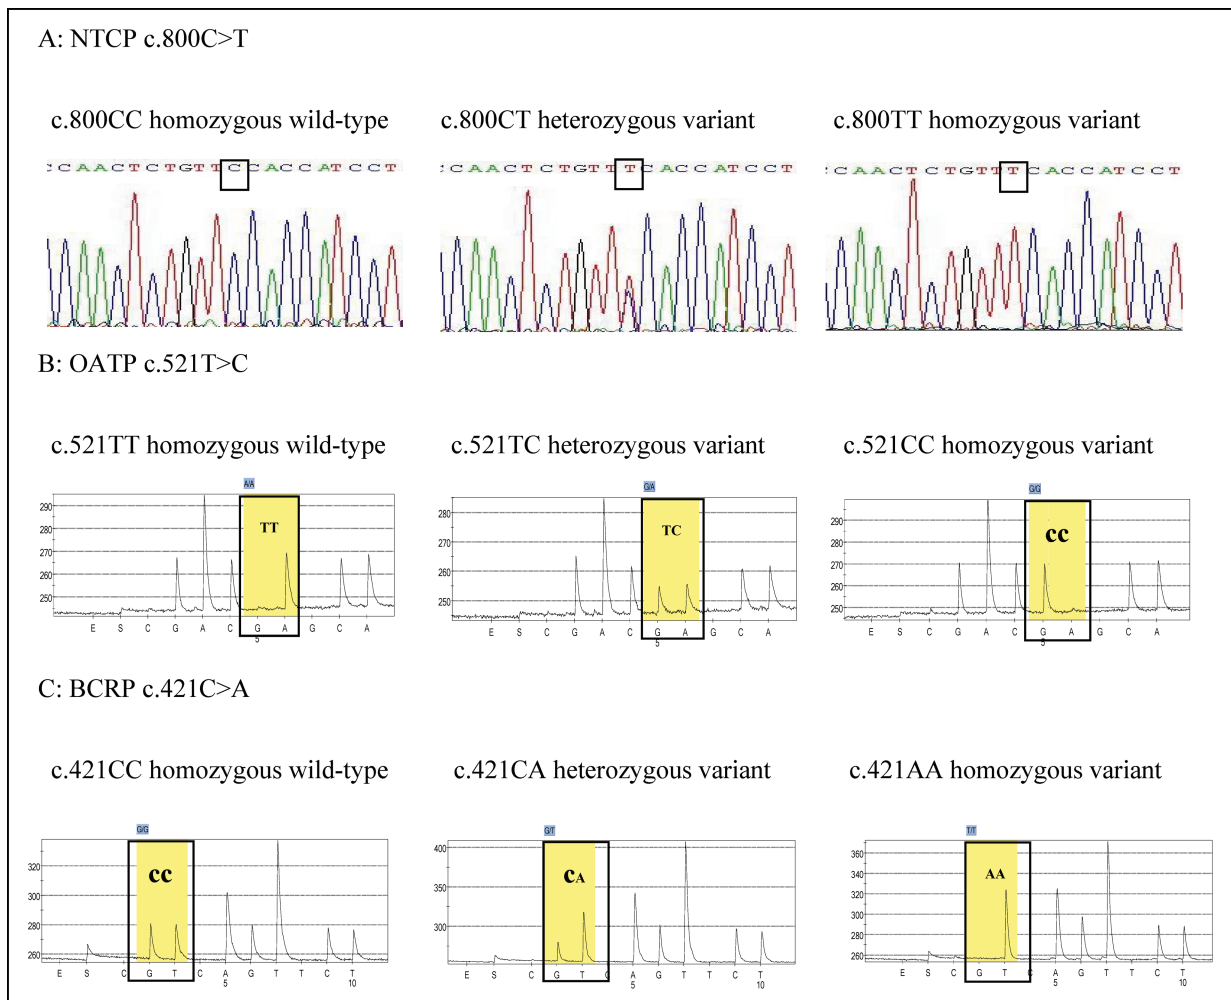 A: NTCP c.800C>T
c.800CC homozygous wild-type
c.800CT heterozygous variant
c.800TT homozygous variant
C C A A C T C T G T T C C A C C A T C C T
C A A C T C T G T T T C A C C A T C C T
C A A C T C T G T T T C A C C A T C C T
B: OATP c.521T>C
c.521TT homozygous wild-type
c.521TC heterozygous variant
c.521CC homozygous variant
A/A
TT
290
280
270
260
250
E S C G A C G A G C A
5
G/A
TC
280
270
260
250
E S C G A C G A G C A
5
G/G
CC
290
280
270
260
250
E S C G A C G A G C A
5
C: BCRP c.421C>A
c.421CC homozygous wild-type
c.421CA heterozygous variant
c.421AA homozygous variant
G/G
CC
320
300
280
260
E S C G T C A G T T C T
5 10
G/T
CA
400
350
300
E S C G T C A G T T C T
5 10
T/T
AA
360
340
320
300
280
260
E S C G T C A G T T C T
5 10